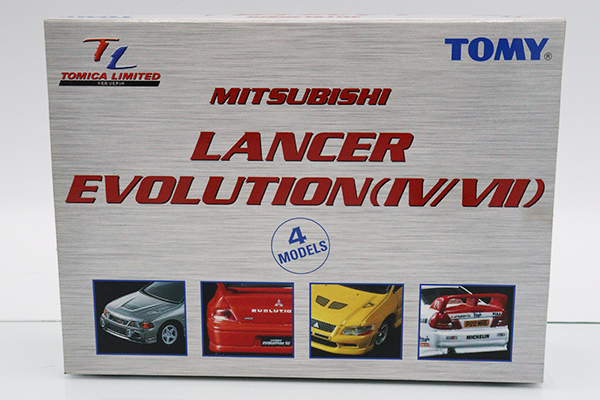 TL
TOMICA LIMITED
トミカ リミテッド
TOMY®
MITSUBISHI
LANCER
EVOLUTION(IV/VII)
4
MODELS
EVOLUTIO
MICHELIN